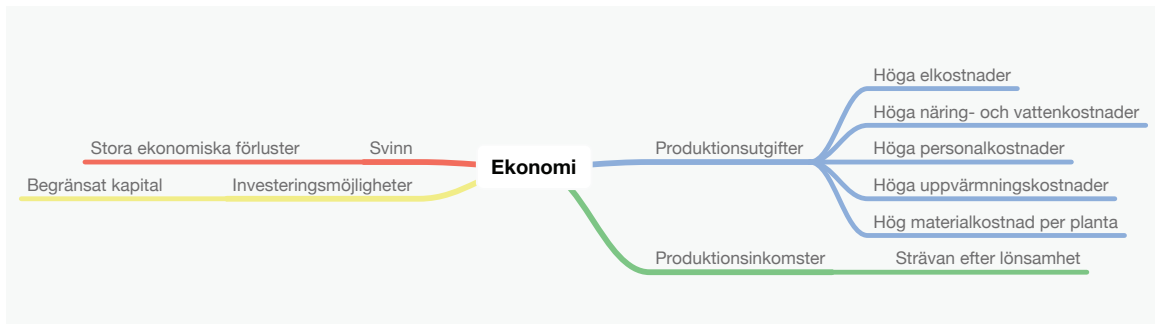 Ekonomi
Produktionsutgifter
Höga elkostnader
Höga näring- och vattenkostnader
Höga personalkostnader
Höga uppvärmningskostnader
Hög materialkostnad per planta
Produktionsinkomster
Strävan efter lönsamhet
Svinn
Stora ekonomiska förluster
Investeringsmöjligheter
Begränsat kapital